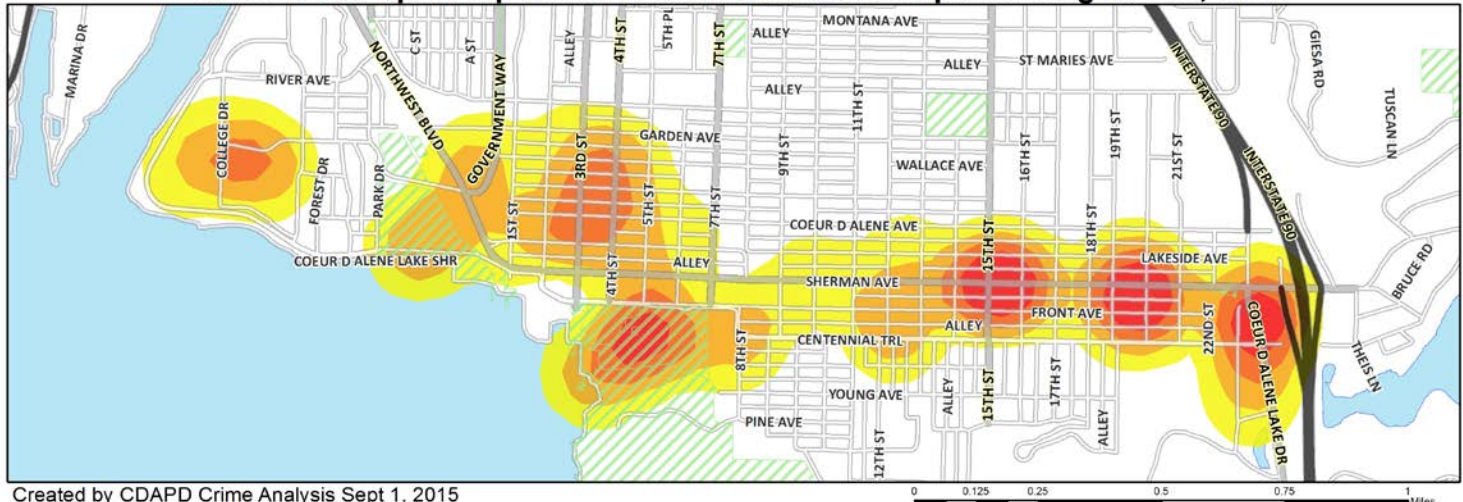 MARINA DR
RIVER AVE
COLLEGE DR
FOREST DR
PARK DR
NORTHWEST BLVD
C ST
A ST
GOVERNMENT WAY
ALLEY
4TH ST
5TH PL
7TH ST
ALLEY
MONTANA AVE
ALLEY
ST MARIES AVE
INTERSTATE 90
GIESA RD
TUSCAN LN
ALLEY
11TH ST
GARDEN AVE
3RD ST
9TH ST
WALLACE AVE
16TH ST
19TH ST
21ST ST
INTERSTATE 90
1ST ST
5TH ST
7TH ST
COEUR D ALENE AVE
15TH ST
18TH ST
LAKESIDE AVE
COEUR D ALENE LAKE SHR
4TH ST
ALLEY
SHERMAN AVE
BRUCE RD
FRONT AVE
ALLEY
22ND ST
8TH ST
CENTENNIAL TRL
COEUR D ALENE LAKE DR
THEIS LN
YOUNG AVE
ALLEY
15TH ST
17TH ST
PINE AVE
12TH ST
ALLEY
Created by CDAPD Crime Analysis Sept 1, 2015
0 0.125 0.25 0.5 0.75 1
Miles